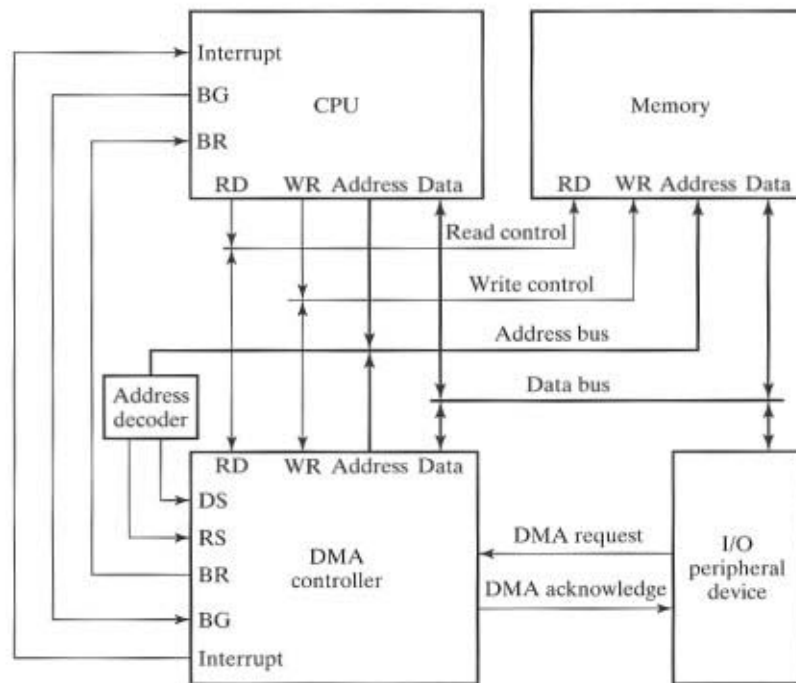 Interrupt
BG
CPU
Memory
BR
RD WR Address Data
RD WR Address Data
Read control
Write control
Address bus
Data bus
Address
decoder
RD WR Address Data
DS
RS
DMA
controller
BR
BG
Interrupt
DMA request
DMA acknowledge
I/O
peripheral
device